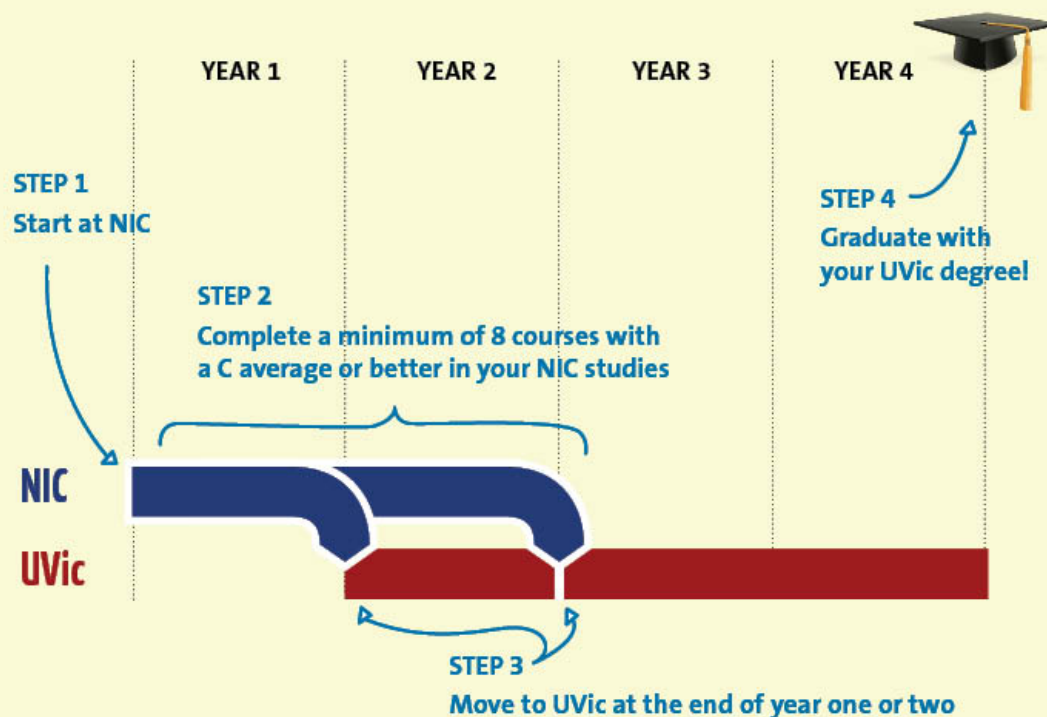 YEAR 1
YEAR 2
YEAR 3
YEAR 4
STEP 1
Start at NIC
STEP 4
Graduate with
your UVic degree!
STEP 2
Complete a minimum of 8 courses with
a C average or better in your NIC studies
NIC
UVic
STEP 3
Move to UVic at the end of year one or two